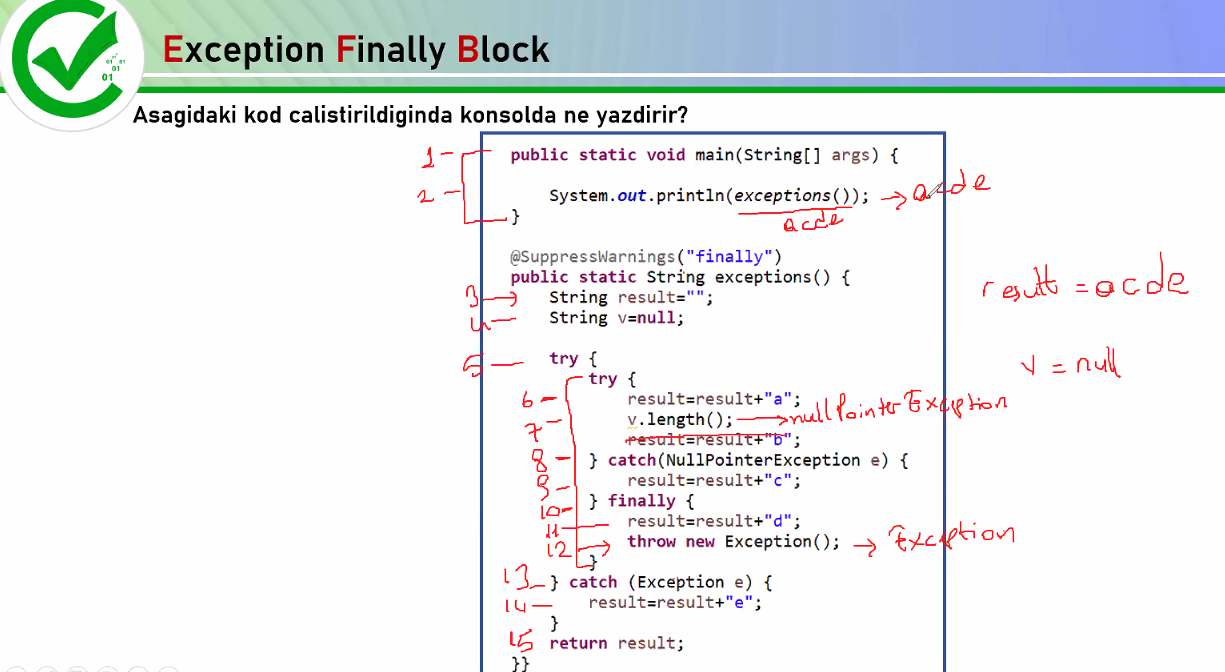 Exception Finally Block
Asagidaki kod calistirildiginda konsolda ne yazdirir?
1 public static void main(String[] args) {
2 System.out.println(exceptions()); → acde
acde
}
@SuppressWarnings("finally")
public static String exceptions() {
3 → String result="";
4 String v=null;
result = acde
5 try {
try {
v = null
6 result=result+"a";
7 v.length(); → nullPointerException
result=result+"b";
8 } catch(NullPointerException e) {
9 result=result+"c";
10 } finally {
11 result=result+"d";
12 → throw new Exception(); → Exception
}
13 } catch (Exception e) {
14 result=result+"e";
}
15 return result;
}}
01 01
01
01